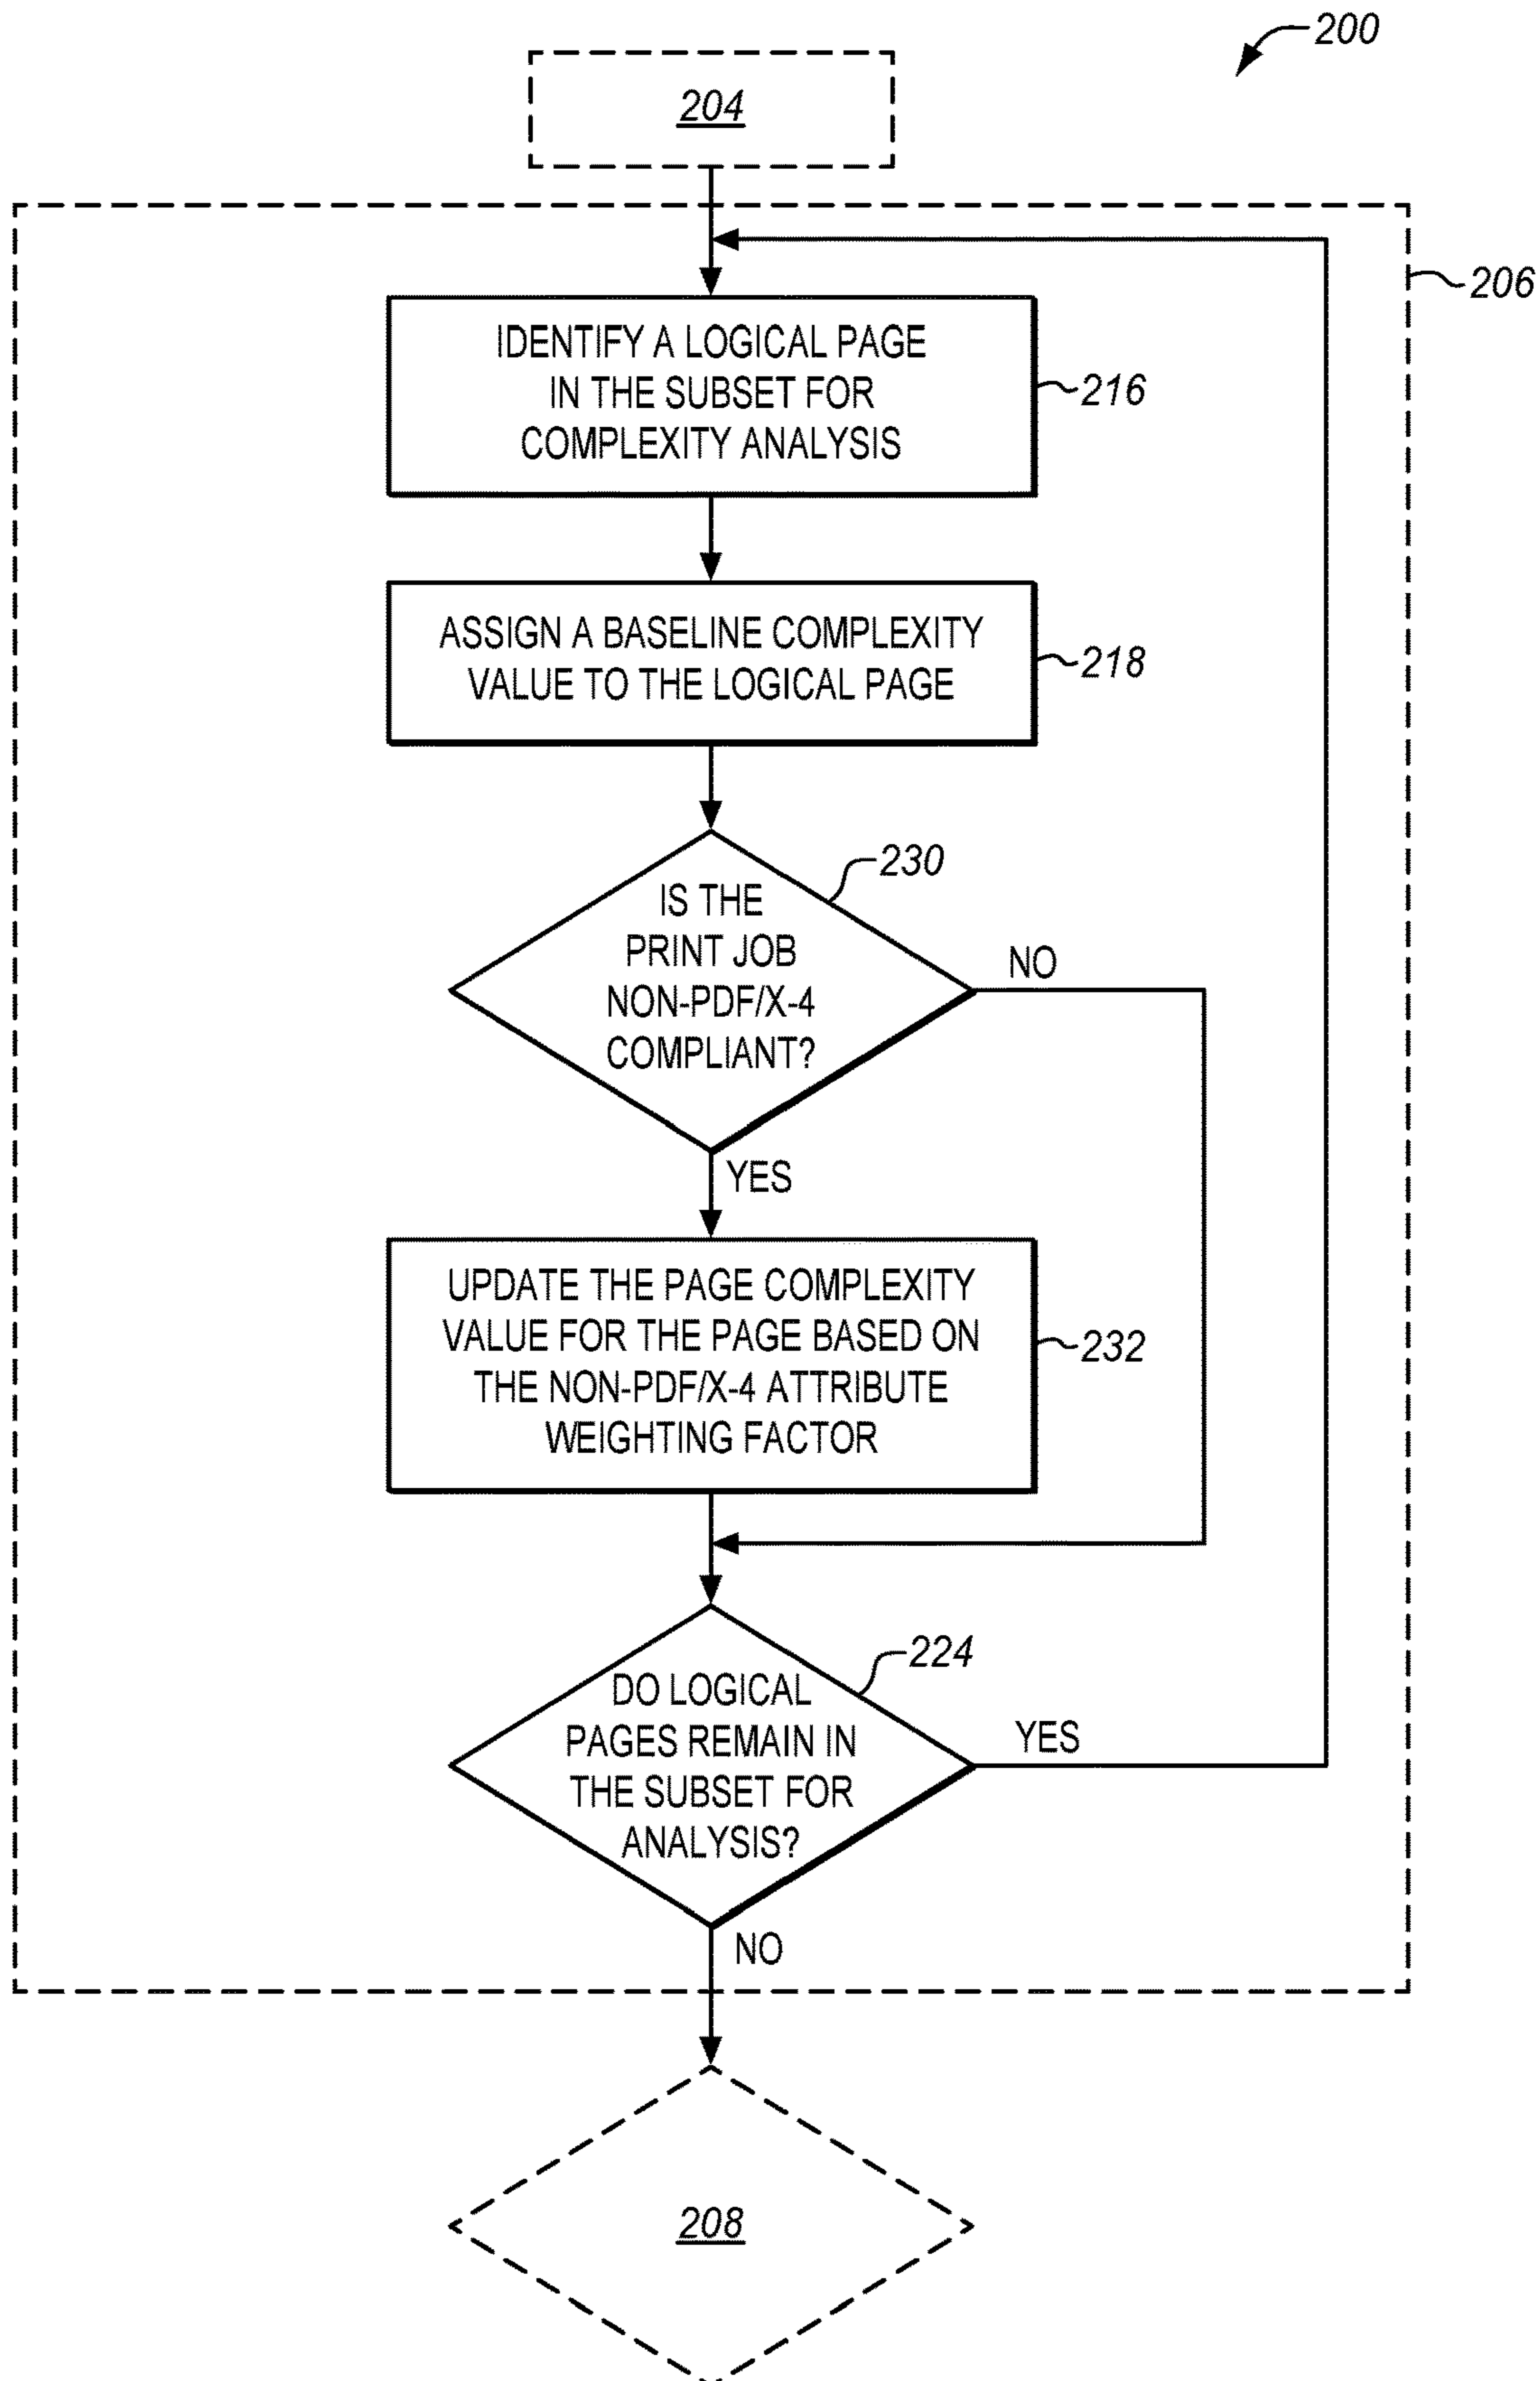 200
204
206
IDENTIFY A LOGICAL PAGE
IN THE SUBSET FOR
COMPLEXITY ANALYSIS
216
ASSIGN A BASELINE COMPLEXITY
VALUE TO THE LOGICAL PAGE
218
230
IS THE
PRINT JOB
NON-PDF/X-4
COMPLIANT?
NO
YES
UPDATE THE PAGE COMPLEXITY
VALUE FOR THE PAGE BASED ON
THE NON-PDF/X-4 ATTRIBUTE
WEIGHTING FACTOR
232
224
DO LOGICAL
PAGES REMAIN IN
THE SUBSET FOR
ANALYSIS?
YES
NO
208